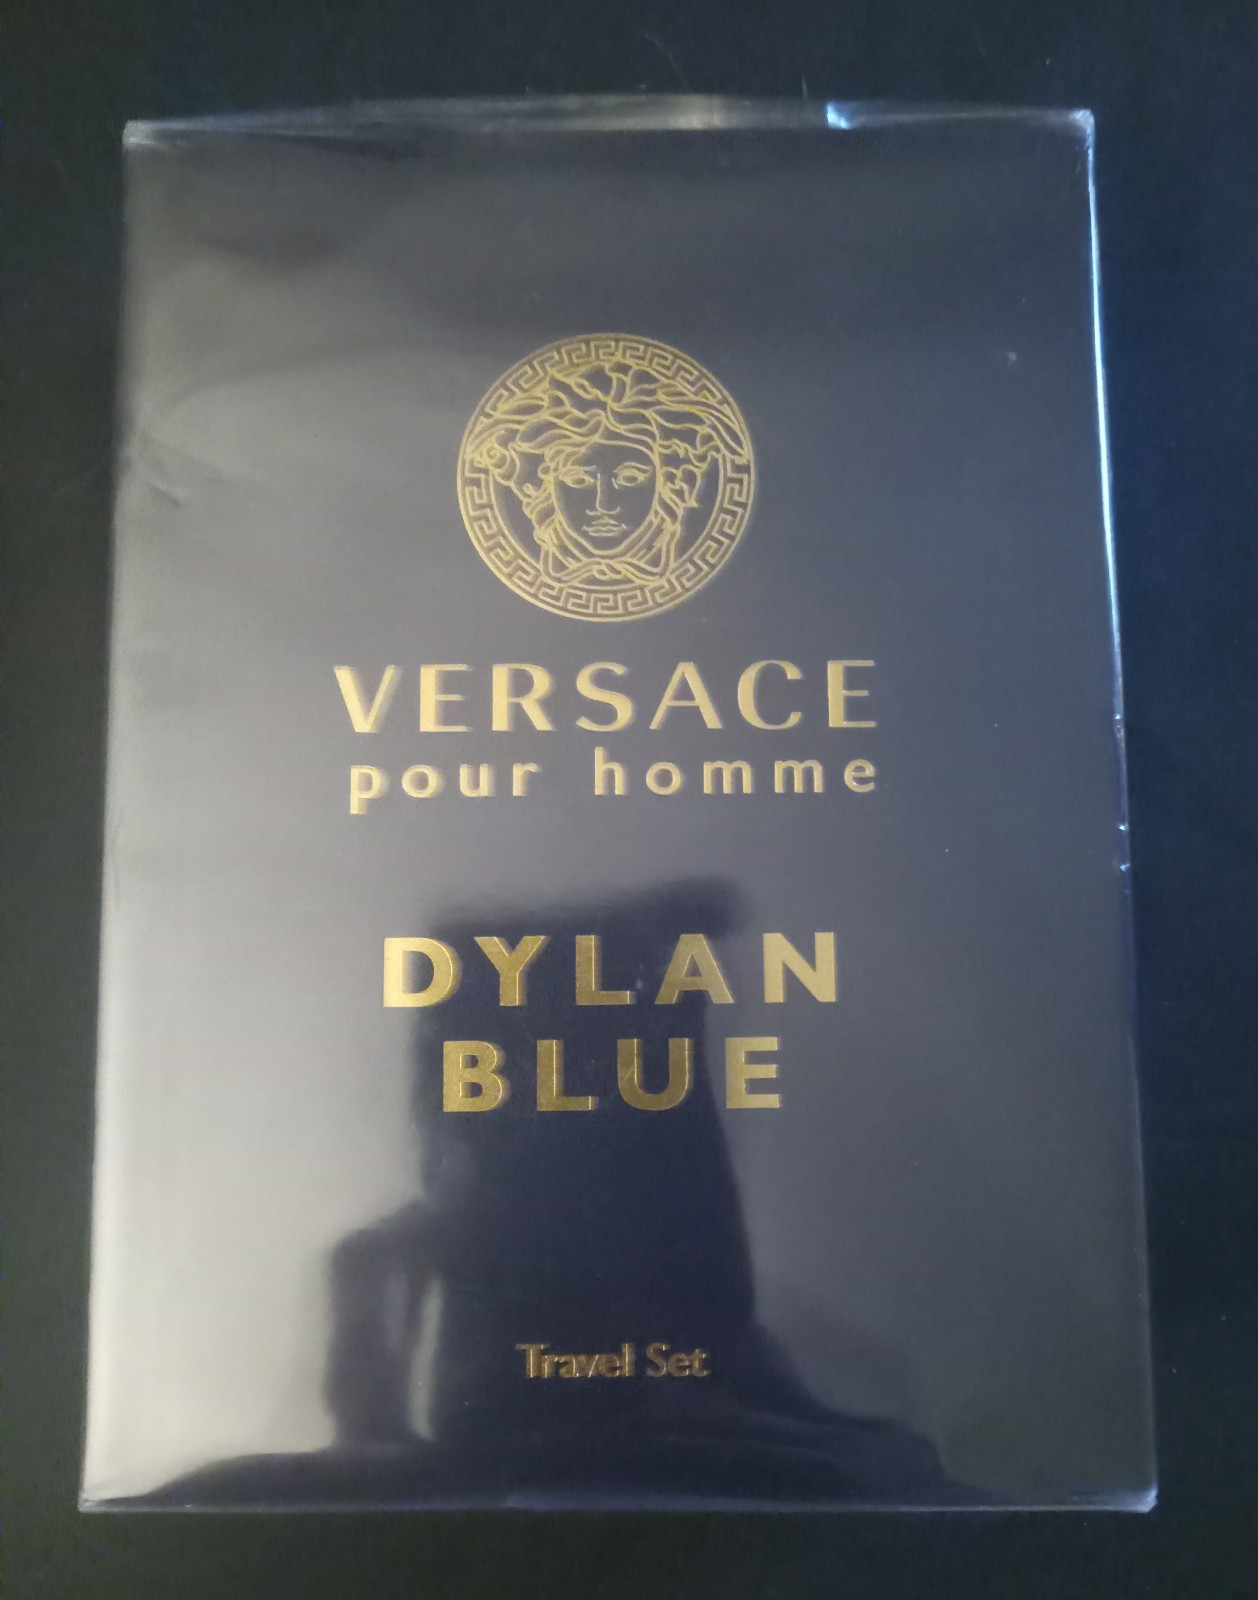 VERSACE
pour homme
DYLAN
BLUE
Travel Set